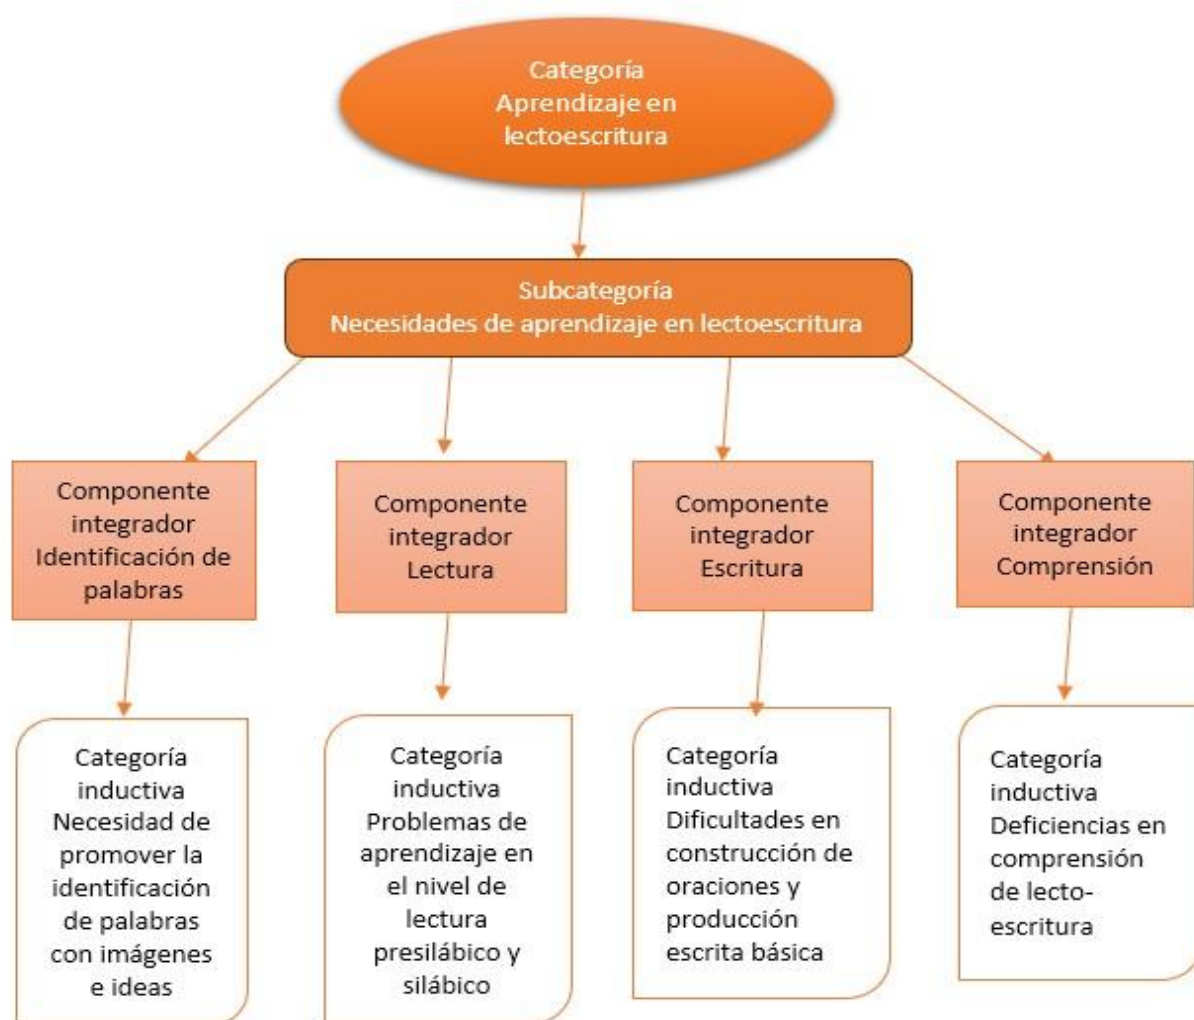 Categoría
Aprendizaje en
lectoescritura
Subcategoría
Necesidades de aprendizaje en lectoescritura
Componente
integrador
Identificación de
palabras
Componente
integrador
Lectura
Componente
integrador
Escritura
Componente
integrador
Comprensión
Categoría
inductiva
Necesidad de
promover la
identificación
de palabras
con imágenes
e ideas
Categoría
inductiva
Problemas de
aprendizaje en
el nivel de
lectura
presilábico y
silábico
Categoría
inductiva
Dificultades en
construcción de
oraciones y
producción
escrita básica
Categoría
inductiva
Deficiencias en
comprensión
de lecto-
escritura